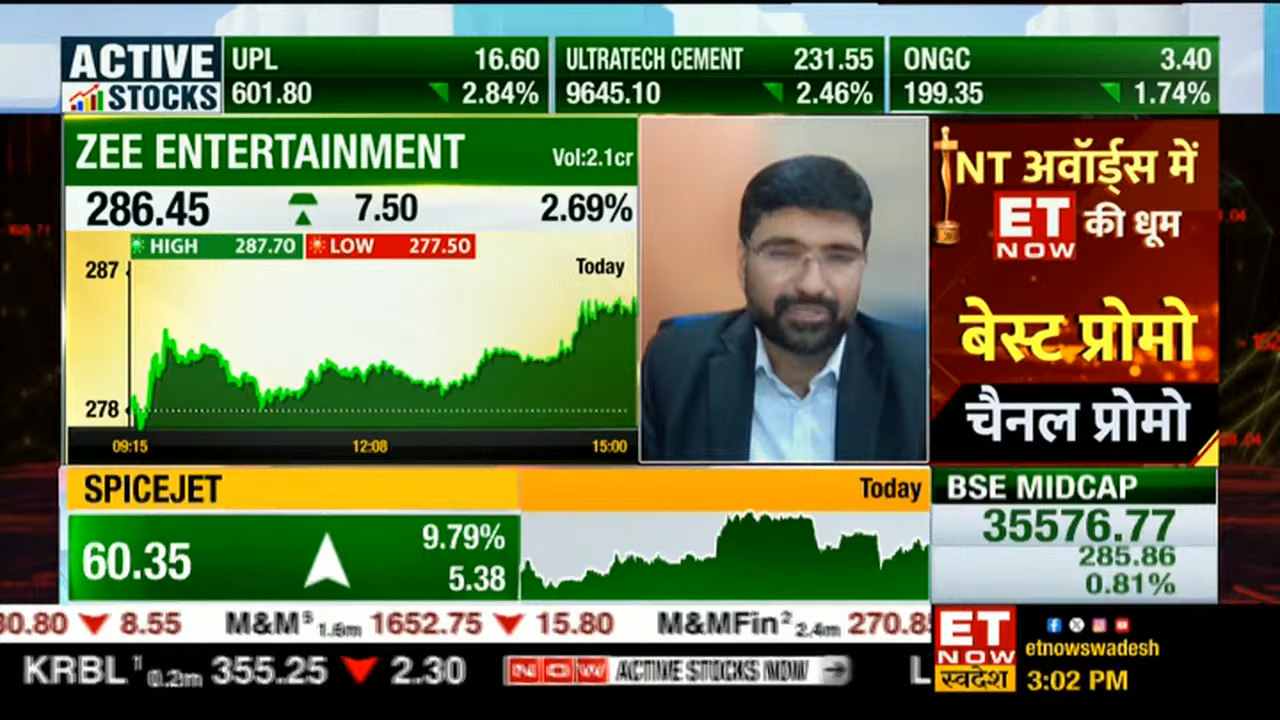 ACTIVE
STOCKS
UPL 16.60
601.80 2.84%
ULTRATECH CEMENT 231.55
9645.10 2.46%
ONGC 3.40
199.35 1.74%
ZEE ENTERTAINMENT Vol:2.1cr
286.45 7.50 2.69%
HIGH 287.70 LOW 277.50
Today
287
278
09:15 12:08 15:00
NT अवॉर्ड्स में
ET NOW की धूम
बेस्ट प्रोमो
चैनल प्रोमो
SPICEJET Today
60.35 9.79%
5.38
BSE MIDCAP
35576.77
285.86
0.81%
30.80 8.55 M&M 1.6m 1652.75 15.80 M&MFin 2 2.4m 270.8
KRBL 0.2m 355.25 2.30 NOW ACTIVE STOCKS NOW
ET
NOW
स्वदेश
etnowswadesh
3:02 PM